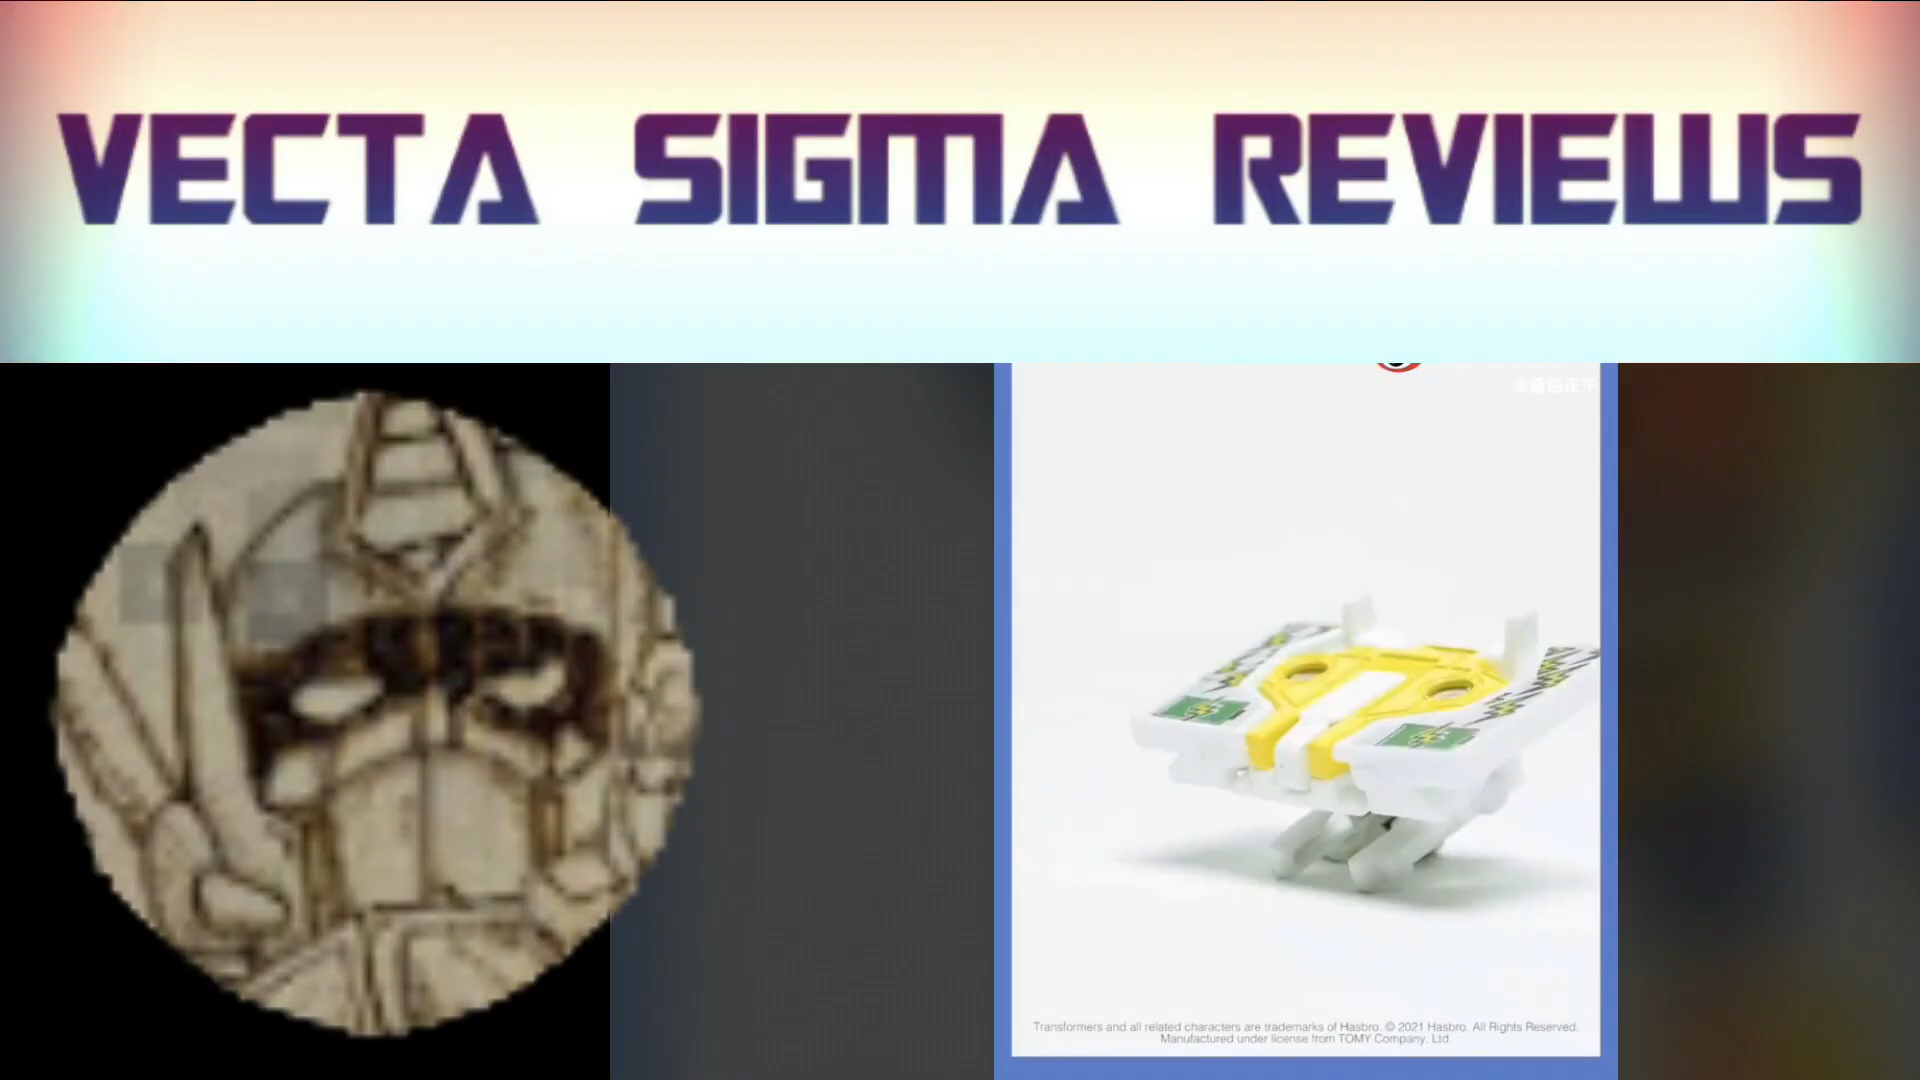 VECTA SIGMA REVIEWS
Transformers and all related characters are trademarks of Hasbro. © 2021 Hasbro. All Rights Reserved.
Manufactured under license from TOMY Company, Ltd.